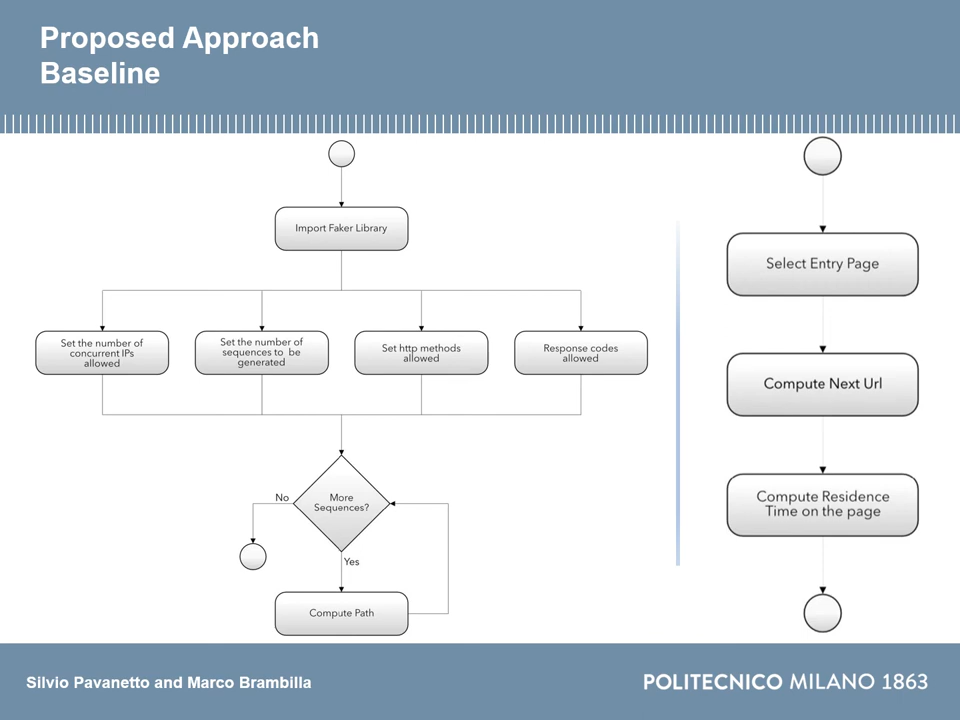 Proposed Approach
Baseline
Import Faker Library
Set the number of
concurrent IPs
allowed
Set the number of
sequences to be
generated
Set http methods
allowed
Response codes
allowed
More
Sequences?
No
Yes
Compute Path
Select Entry Page
Compute Next Url
Compute Residence
Time on the page
Silvio Pavanetto and Marco Brambilla
POLITECNICO MILANO 1863